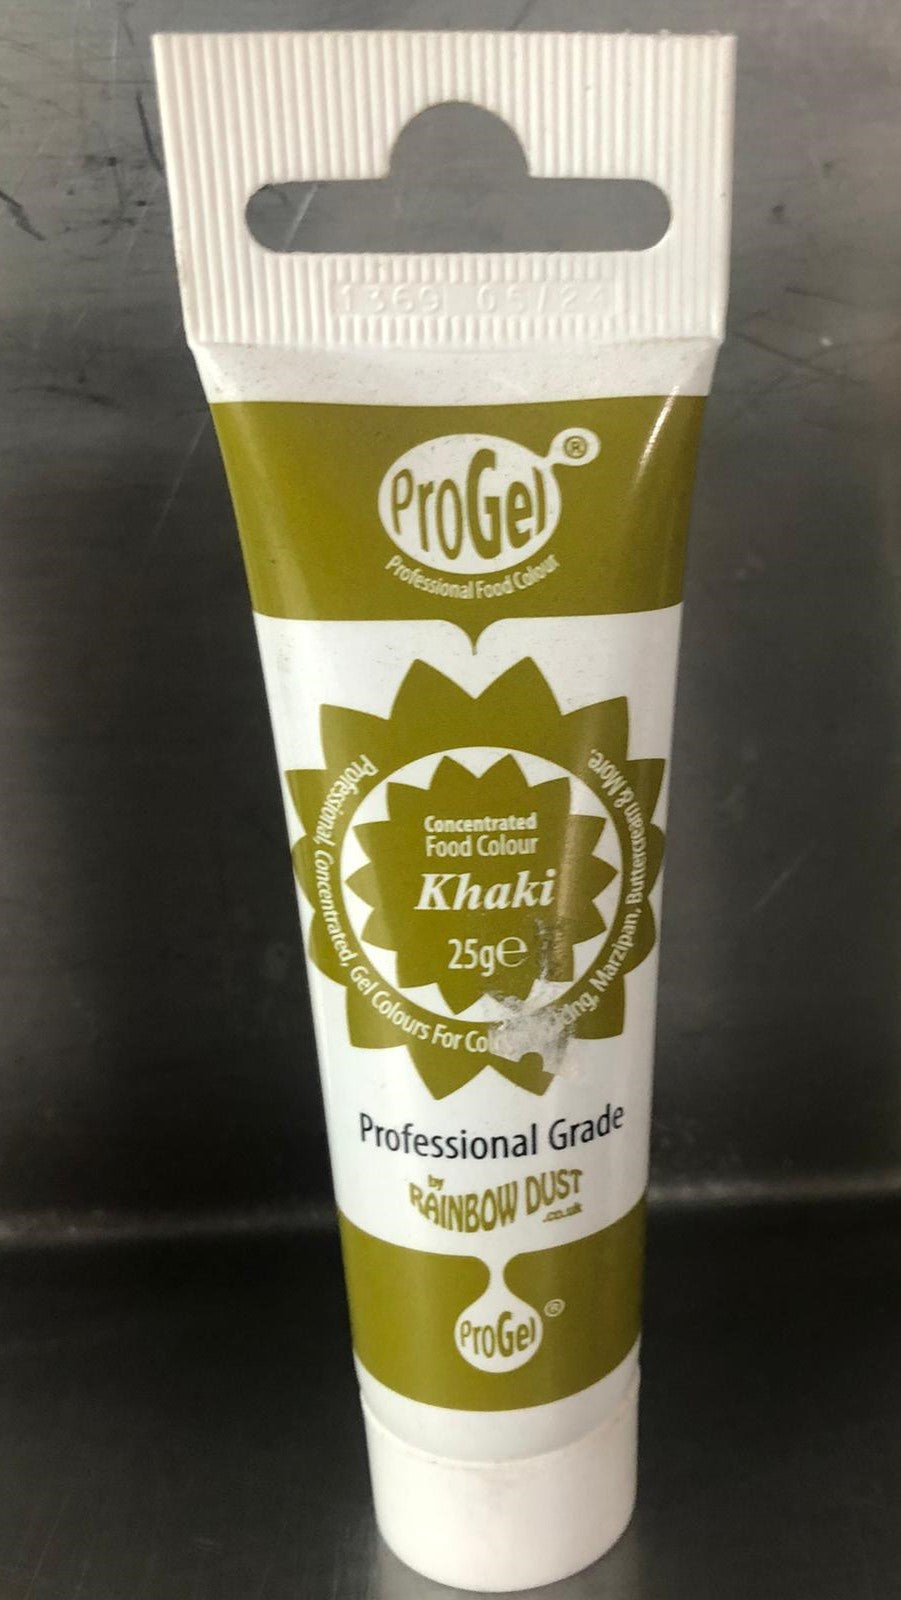 1369 05/24
ProGel®
Professional Food Colour
Concentrated
Food Colour
Khaki
25g℮
Professional, Concentrated, Gel Colours For Marzipan, Buttercream & More.
Professional Grade
by
RAINBOW DUST
.co.uk
ProGel®